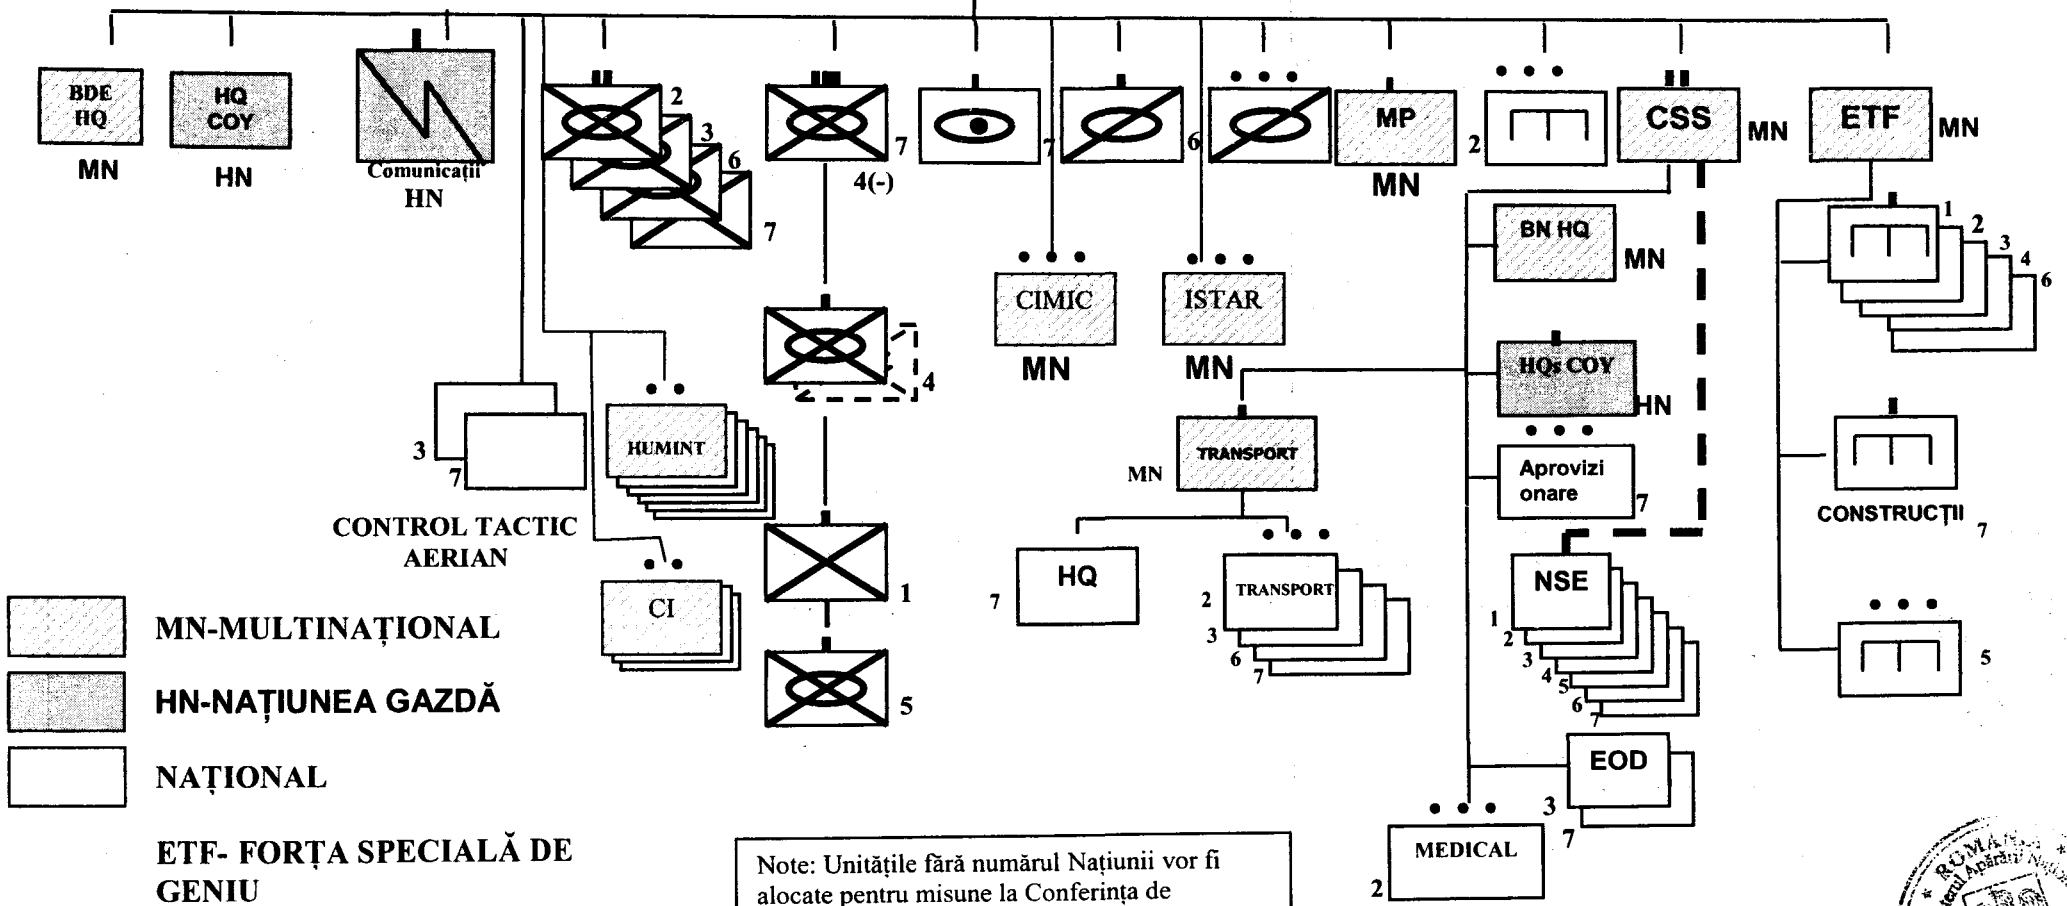 BDE
HQ
MN
HQ
COY
HN
Comunicații
HN
2
3
6
7
7
4(-)
7
6
MP
MN
2
CSS
MN
ETF
MN
CIMIC
MN
ISTAR
MN
BN HQ
MN
1
2
3
4
6
4
HQs COY
HN
3
7
CONTROL TACTIC
AERIAN
HUMINT
TRANSPORT
MN
Aprovizi
onare
7
CONSTRUCȚII
7
CI
1
HQ
7
TRANSPORT
2
3
6
7
NSE
1
2
3
4
5
6
7
5
5
MN-MULTINAȚIONAL
HN-NAȚIUNEA GAZDĂ
NAȚIONAL
ETF- FORȚA SPECIALĂ DE
GENIU
EOD
3
7
MEDICAL
2
Note: Unitățile fără numărul Națiunii vor fi
alocate pentru misune la Conferința de
ROMÂNIA